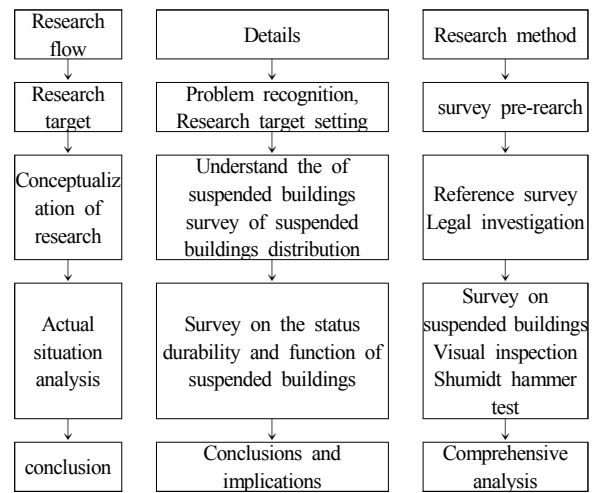 Research
flow
Details
Research method
Research
target
Problem recognition,
Research target setting
survey pre-rearch
Conceptualiz
ation of
research
Understand the of
suspended buildings
survey of suspended
buildings distribution
Reference survey
Legal investigation
Actual
situation
analysis
Survey on the status
durability and function of
suspended buildings
Survey on
suspended buildings
Visual inspection
Shumidt hammer
test
conclusion
Conclusions and
implications
Comprehensive
analysis